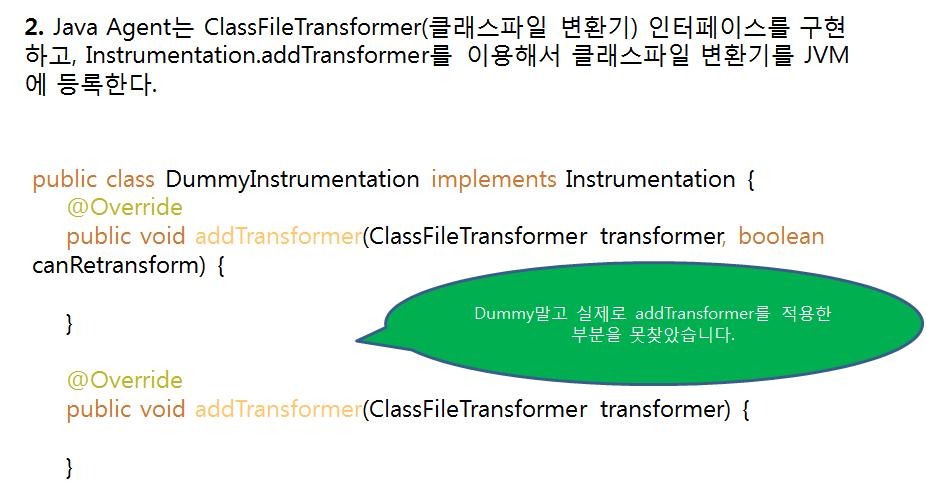 2. Java Agent는 ClassFileTransformer(클래스파일 변환기) 인터페이스를 구현
하고, Instrumentation.addTransformer를 이용해서 클래스파일 변환기를 JVM
에 등록한다.
public class DummyInstrumentation implements Instrumentation {
@Override
public void addTransformer(ClassFileTransformer transformer, boolean
canRetransform) {
}
Dummy말고 실제로 addTransformer를 적용한
부분을 못찾았습니다.
@Override
public void addTransformer(ClassFileTransformer transformer) {
}